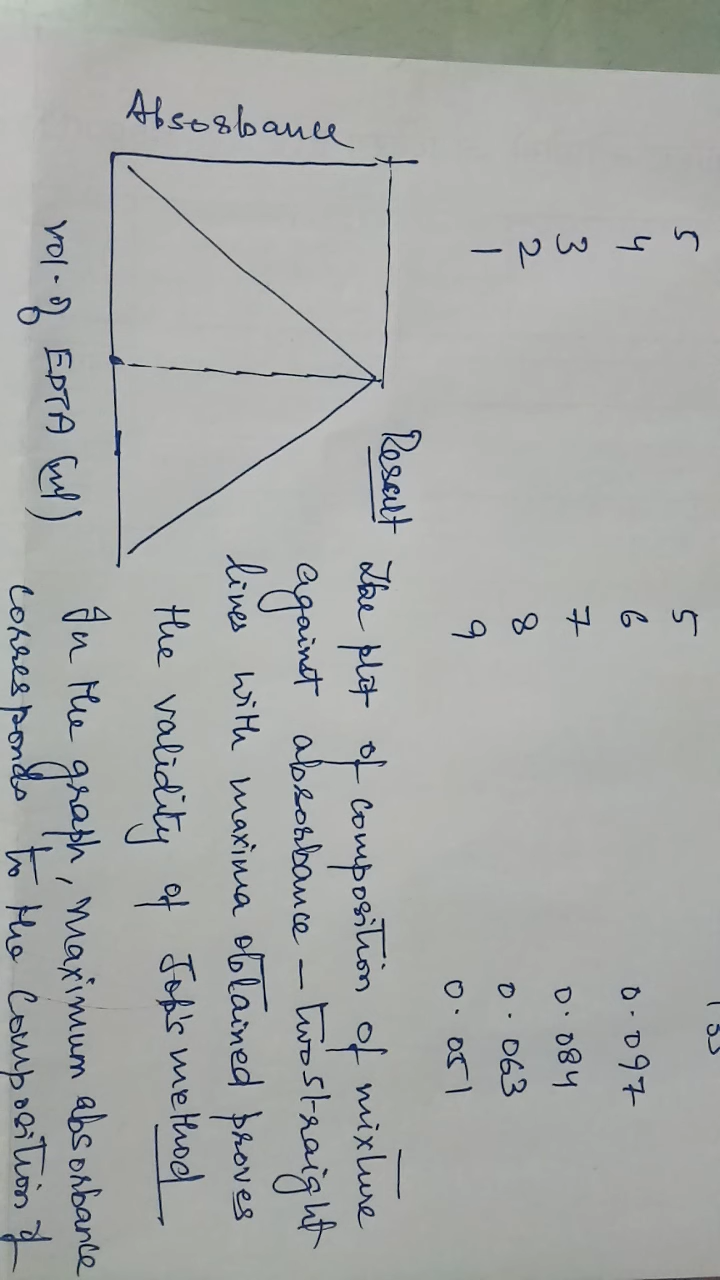 5 5
4 6 0.097
3 7 0.084
2 8 0.063
1 9 0.051
Result The plot of composition of mixture
against absorbance - two straight
lines with maxima obtained proves
the validity of Job's method
In the graph, maximum absorbance
corresponds to the composition of
Absorbance
vol. of EDTA (ml)